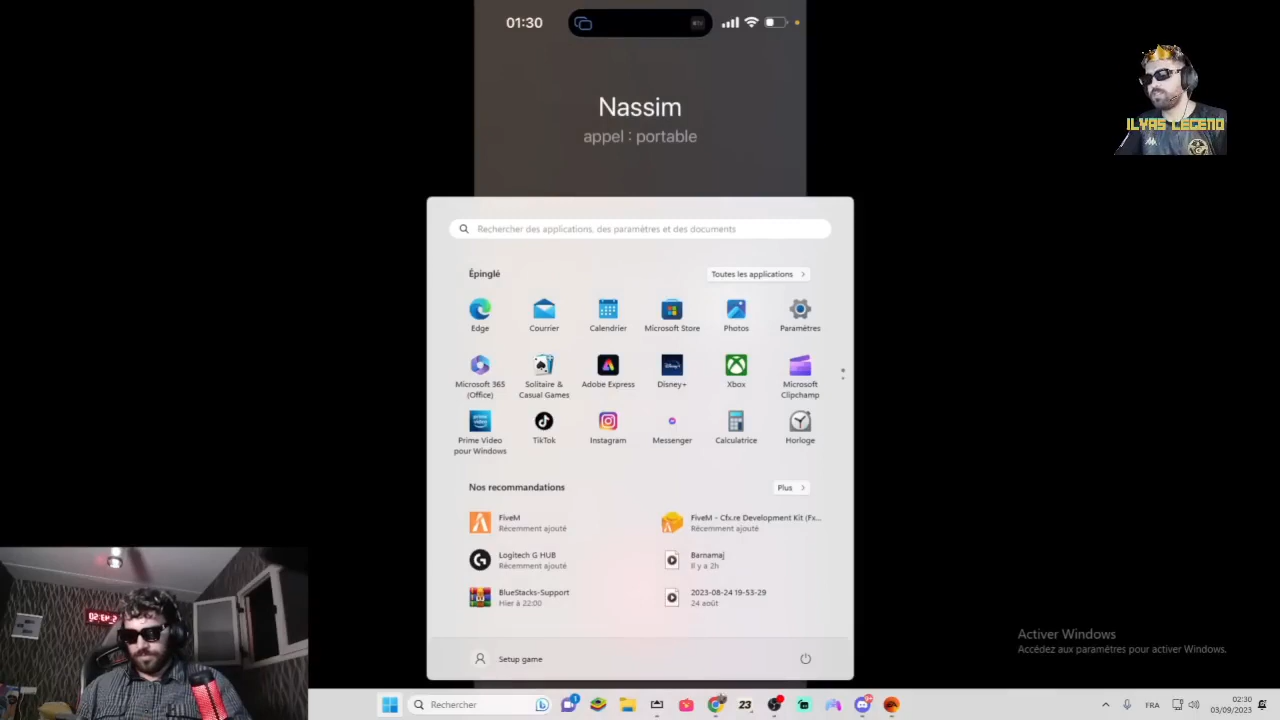 01:30
Nassim
appel : portable
ILYAS LEGEND
Rechercher des applications, des paramètres et des documents
Épinglé
Toutes les applications
Edge
Courrier
Calendrier
Microsoft Store
Photos
Paramètres
Microsoft 365
(Office)
Solitaire &
Casual Games
Adobe Express
Disney+
Xbox
Microsoft
Clipchamp
Prime Video
pour Windows
TikTok
Instagram
Messenger
Calculatrice
Horloge
Nos recommandations
Plus
FiveM
Récemment ajouté
FiveM - Cfx.re Development Kit (Fx...
Récemment ajouté
Logitech G HUB
Récemment ajouté
Barnamaj
Il y a 2h
BlueStacks-Support
Hier à 22:00
2023-08-24 19-53-29
24 août
Setup game
Activer Windows
Accédez aux paramètres pour activer Windows.
Rechercher
23
FRA
02:30
03/09/2023